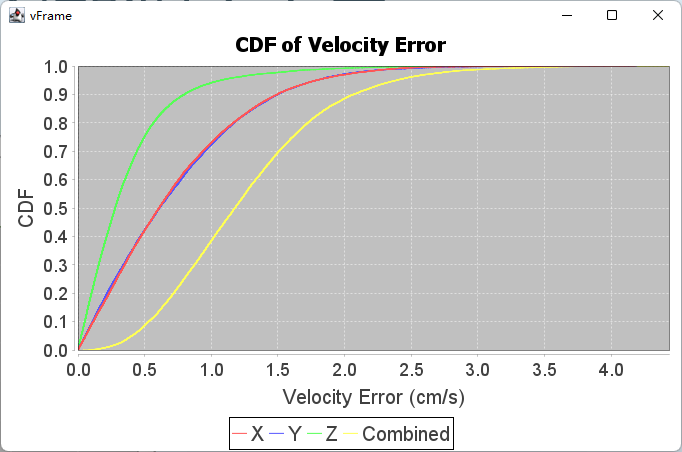 vFrame
CDF of Velocity Error
1.0
0.9
0.8
0.7
0.6
0.5
0.4
0.3
0.2
0.1
0.0
CDF
0.0 0.5 1.0 1.5 2.0 2.5 3.0 3.5 4.0
Velocity Error (cm/s)
X Y Z Combined